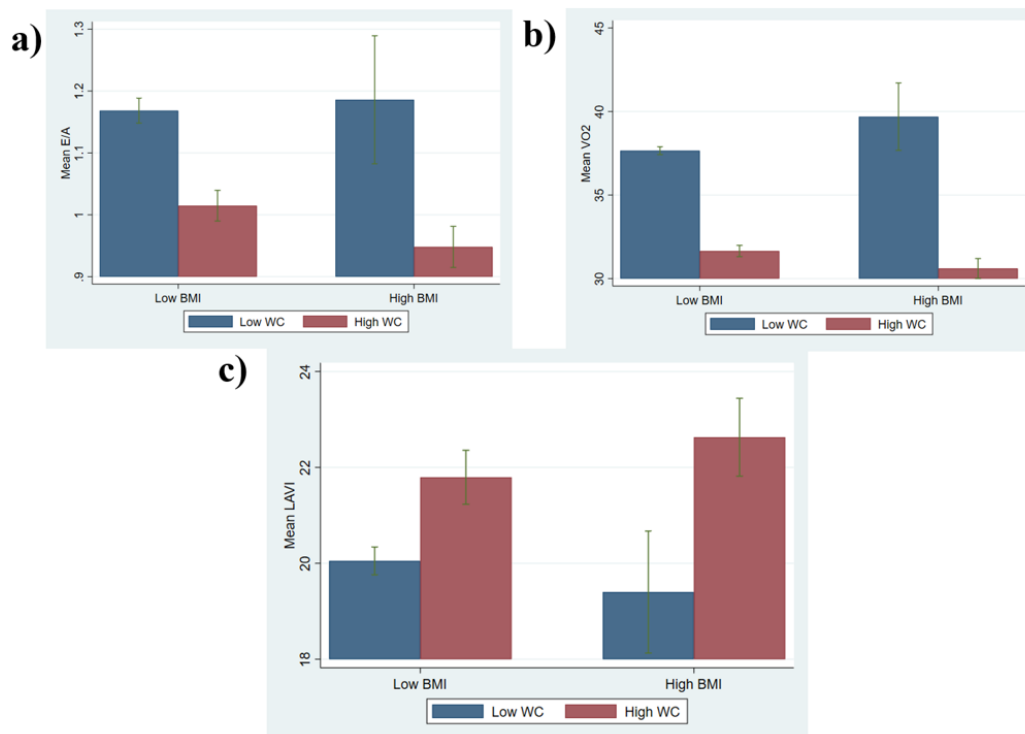 a)
Mean E/A
1.3
1.2
1.1
1
.9
Low BMI High BMI
Low WC High WC
b)
Mean VO2
45
40
35
30
Low BMI High BMI
Low WC High WC
c)
Mean LAVI
24
22
20
18
Low BMI High BMI
Low WC High WC